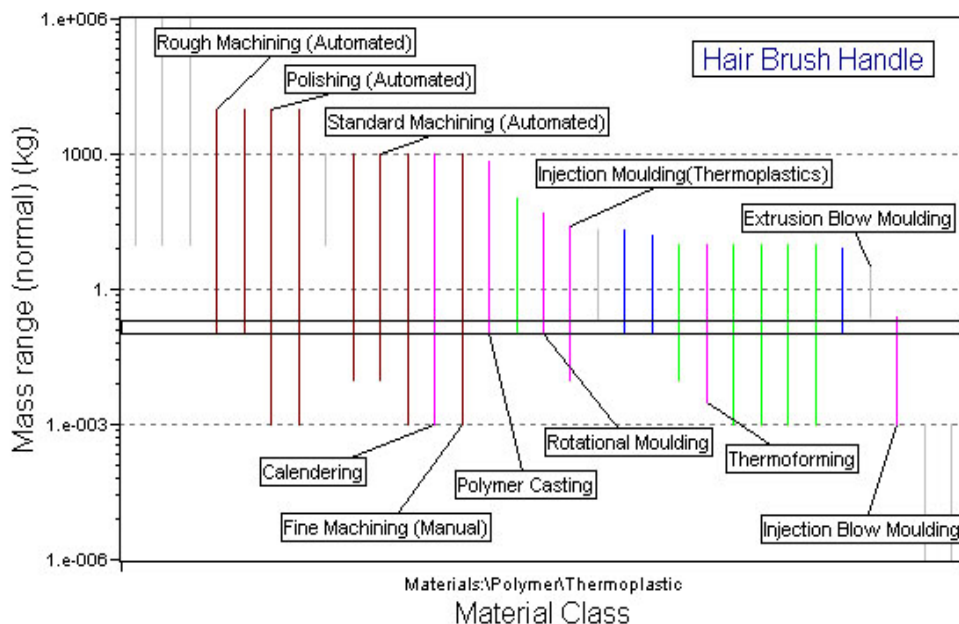 1.e+006
Rough Machining (Automated)
Hair Brush Handle
Polishing (Automated)
Standard Machining (Automated)
1000.
Injection Moulding(Thermoplastics)
Extrusion Blow Moulding
1.
Mass range (normal) (kg)
1.e-003
Rotational Moulding
Thermoforming
Calendering
Polymer Casting
Fine Machining (Manual)
Injection Blow Moulding
1.e-006
Materials:\Polymer\Thermoplastic
Material Class